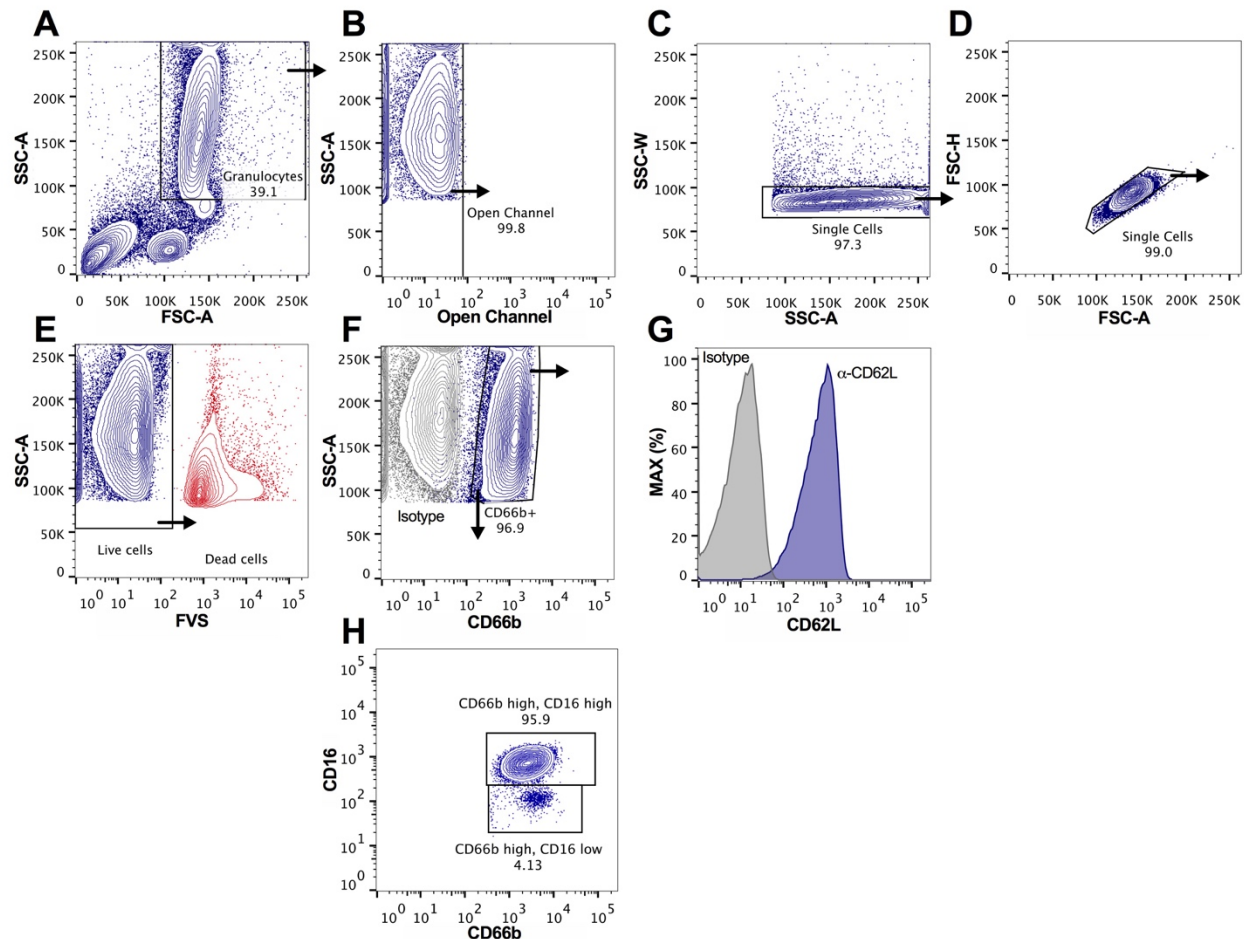 A
SSC-A
250K
200K
150K
100K
50K
0
Granulocytes
39.1
0 50K 100K 150K 200K 250K
FSC-A
B
SSC-A
250K
200K
150K
100K
50K
0
Open Channel
99.8
10^0 10^1 10^2 10^3 10^4 10^5
Open Channel
C
SSC-W
250K
200K
150K
100K
50K
0
Single Cells
97.3
0 50K 100K 150K 200K 250K
SSC-A
D
FSC-H
250K
200K
150K
100K
50K
0
Single Cells
99.0
0 50K 100K 150K 200K 250K
FSC-A
E
SSC-A
250K
200K
150K
100K
50K
0
Live cells
Dead cells
10^0 10^1 10^2 10^3 10^4 10^5
FVS
F
SSC-A
250K
200K
150K
100K
50K
0
Isotype
CD66b+
96.9
10^0 10^1 10^2 10^3 10^4 10^5
CD66b
G
MAX (%)
100
80
60
40
20
0
Isotype
α-CD62L
10^0 10^1 10^2 10^3 10^4 10^5
CD62L
H
CD16
10^5
10^4
10^3
10^2
10^1
10^0
CD66b high, CD16 high
95.9
CD66b high, CD16 low
4.13
10^0 10^1 10^2 10^3 10^4 10^5
CD66b